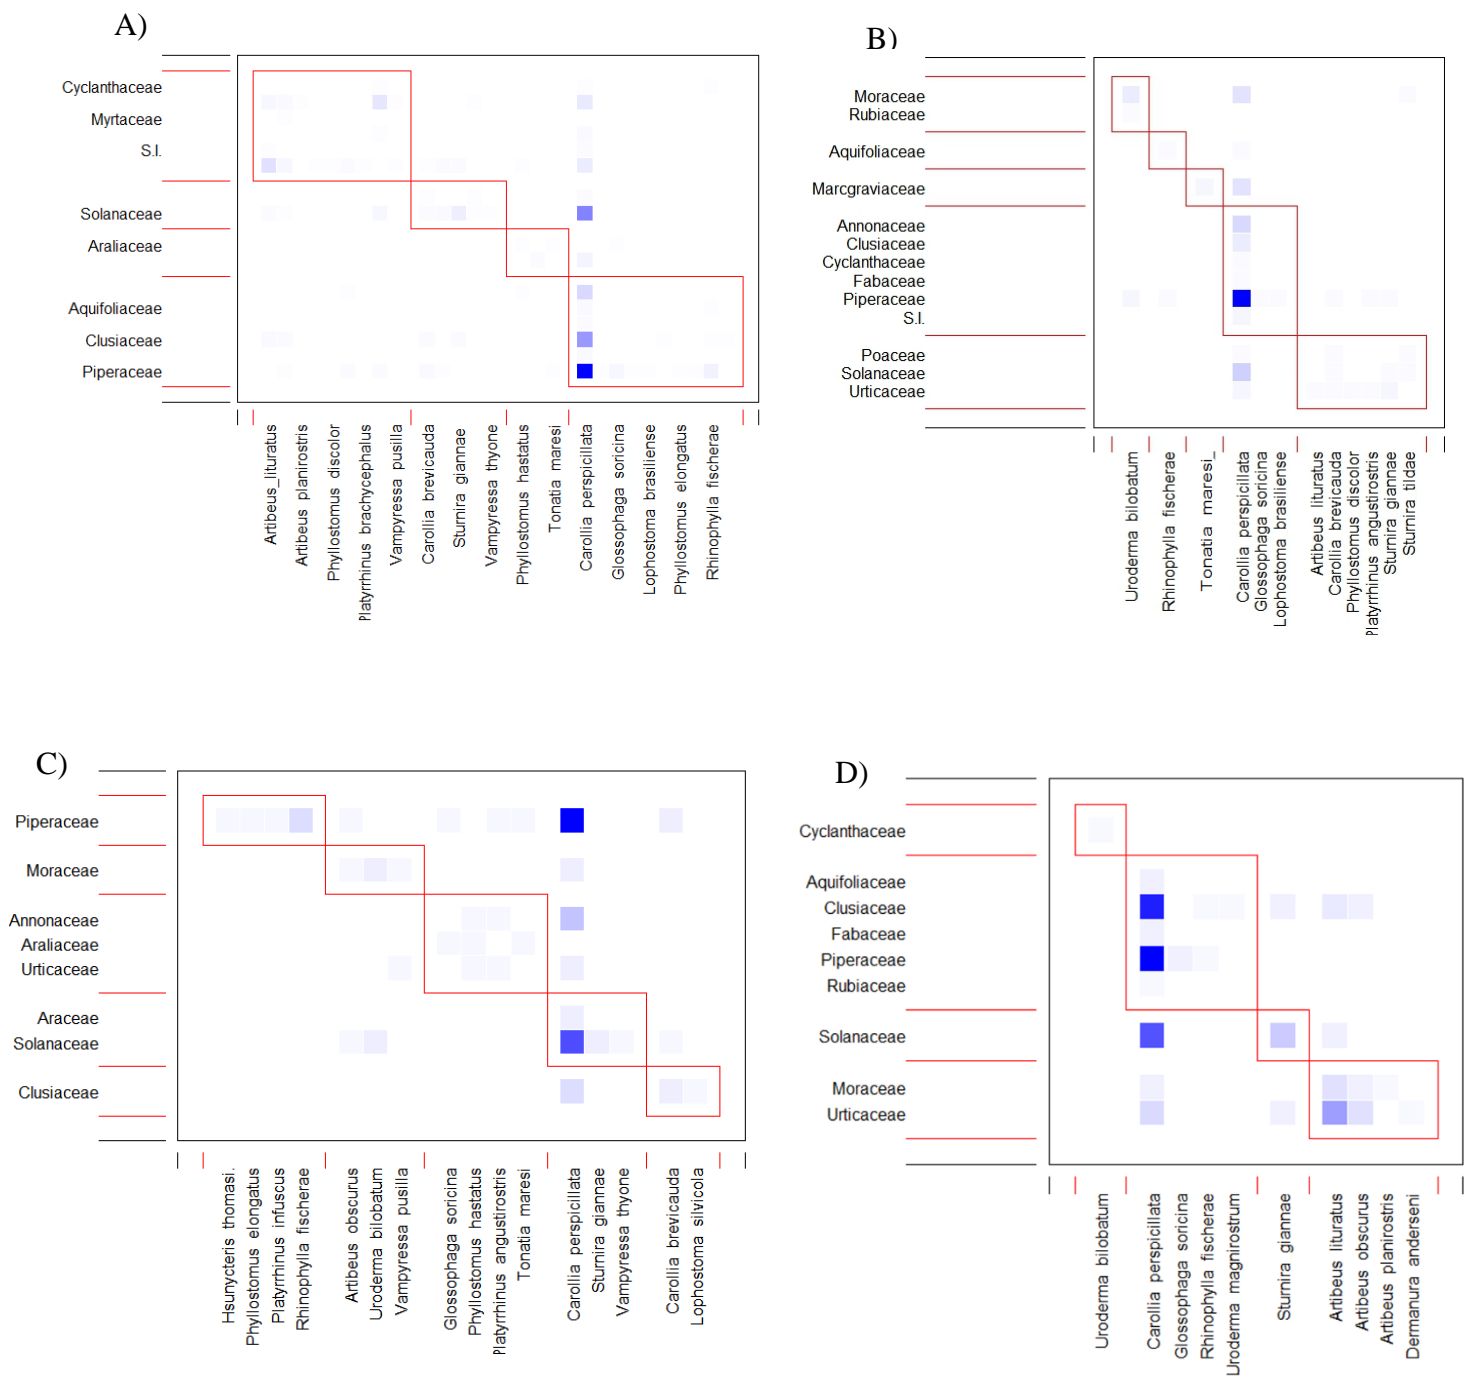 A)
Cyclanthaceae
Myrtaceae
S.I.
Solanaceae
Araliaceae
Aquifoliaceae
Clusiaceae
Piperaceae
Artibeus_lituratus
Artibeus planirostris
Phyllostomus discolor
Platyrrhinus brachycephalus
Vampyressa pusilla
Carollia brevicauda
Sturnira giannae
Vampyressa thyone
Phyllostomus hastatus
Tonatia maresi
Carollia perspicillata
Glossophaga soricina
Lophostoma brasiliense
Phyllostomus elongatus
Rhinophylla fischerae
B)
Moraceae
Rubiaceae
Aquifoliaceae
Marcgraviaceae
Annonaceae
Clusiaceae
Cyclanthaceae
Fabaceae
Piperaceae
S.I.
Poaceae
Solanaceae
Urticaceae
Uroderma bilobatum
Rhinophylla fischerae
Tonatia maresi_
Carollia perspicillata
Glossophaga soricina
Lophostoma brasiliense
Artibeus lituratus
Carollia brevicauda
Phyllostomus discolor
Platyrrhinus angustirostris
Sturnira giannae
Sturnira tildae
C)
Piperaceae
Moraceae
Annonaceae
Araliaceae
Urticaceae
Araceae
Solanaceae
Clusiaceae
Hsunycteris thomasi.
Phyllostomus elongatus
Platyrrhinus infuscus
Rhinophylla fischerae
Artibeus obscurus
Uroderma bilobatum
Vampyressa pusilla
Glossophaga soricina
Phyllostomus hastatus
Platyrrhinus angustirostris
Tonatia maresi
Carollia perspicillata
Sturnira giannae
Vampyressa thyone
Carollia brevicauda
Lophostoma silvicola
D)
Cyclanthaceae
Aquifoliaceae
Clusiaceae
Fabaceae
Piperaceae
Rubiaceae
Solanaceae
Moraceae
Urticaceae
Uroderma bilobatum
Carollia perspicillata
Glossophaga soricina
Rhinophylla fischerae
Uroderma magnirostrum
Sturnira giannae
Artibeus lituratus
Artibeus obscurus
Artibeus planirostris
Dermanura anderseni